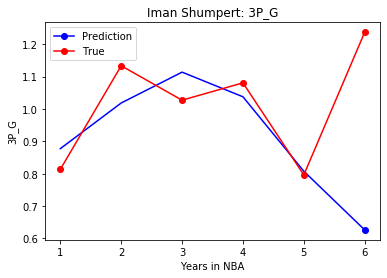 Iman Shumpert: 3P_G
Prediction
True
3P_G
1.2
1.1
1.0
0.9
0.8
0.7
0.6
1 2 3 4 5 6
Years in NBA